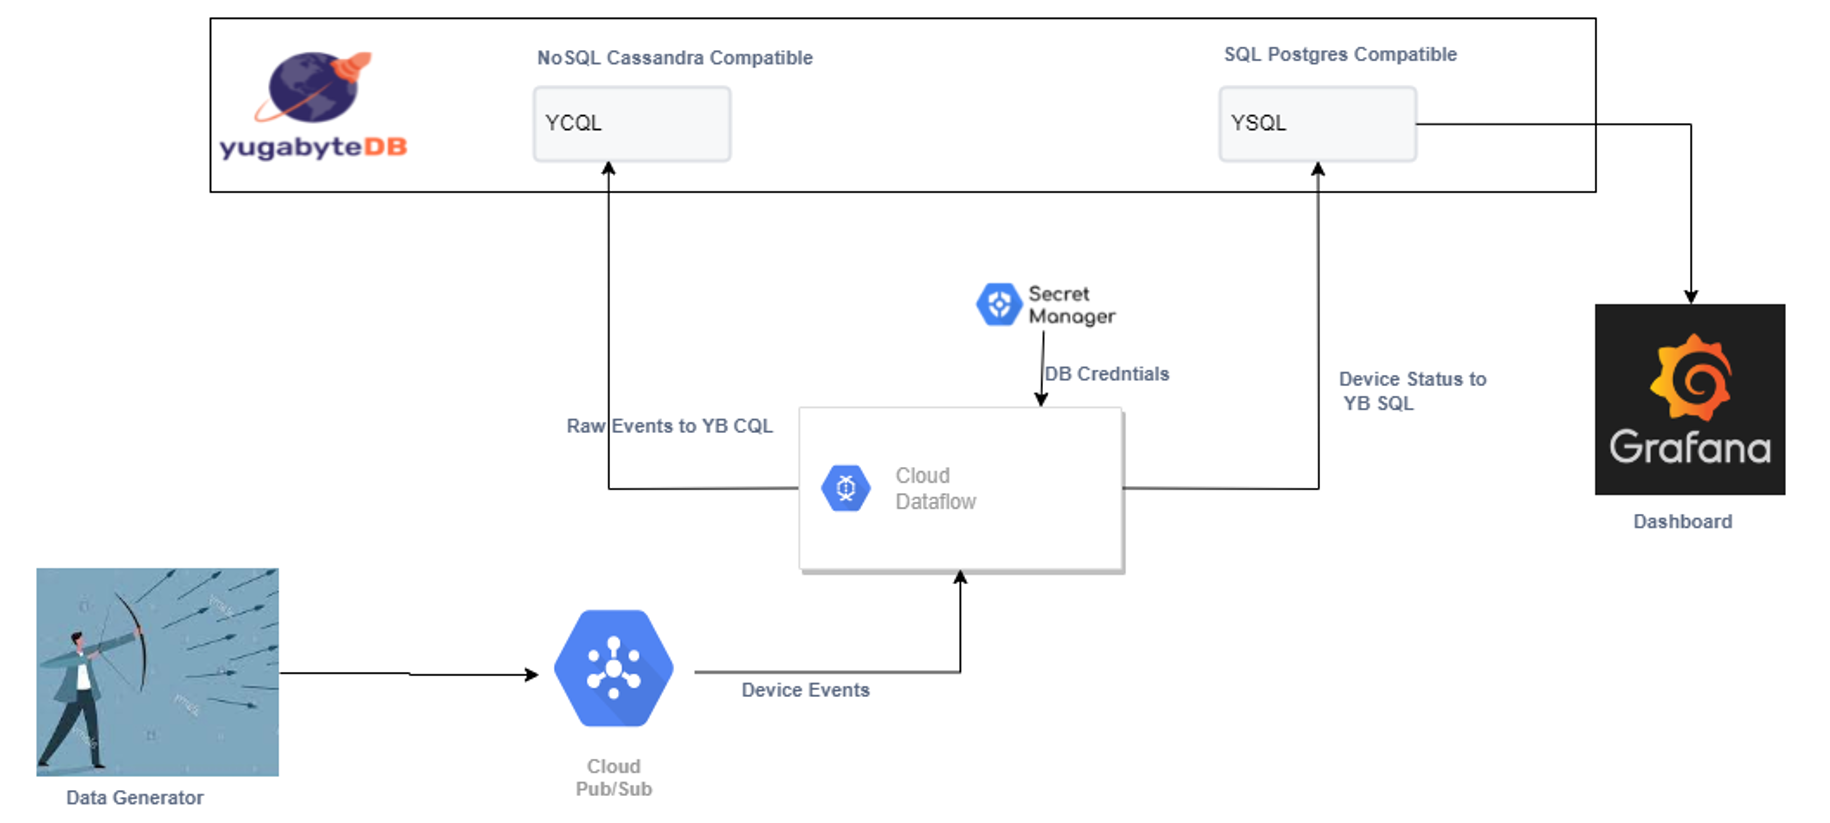 NoSQL Cassandra Compatible
SQL Postgres Compatible
yugabyteDB
YCQL
YSQL
Secret
Manager
DB Credntials
Device Status to
YB SQL
Raw Events to YB CQL
Cloud
Dataflow
Grafana
Dashboard
Device Events
Cloud
Pub/Sub
Data Generator